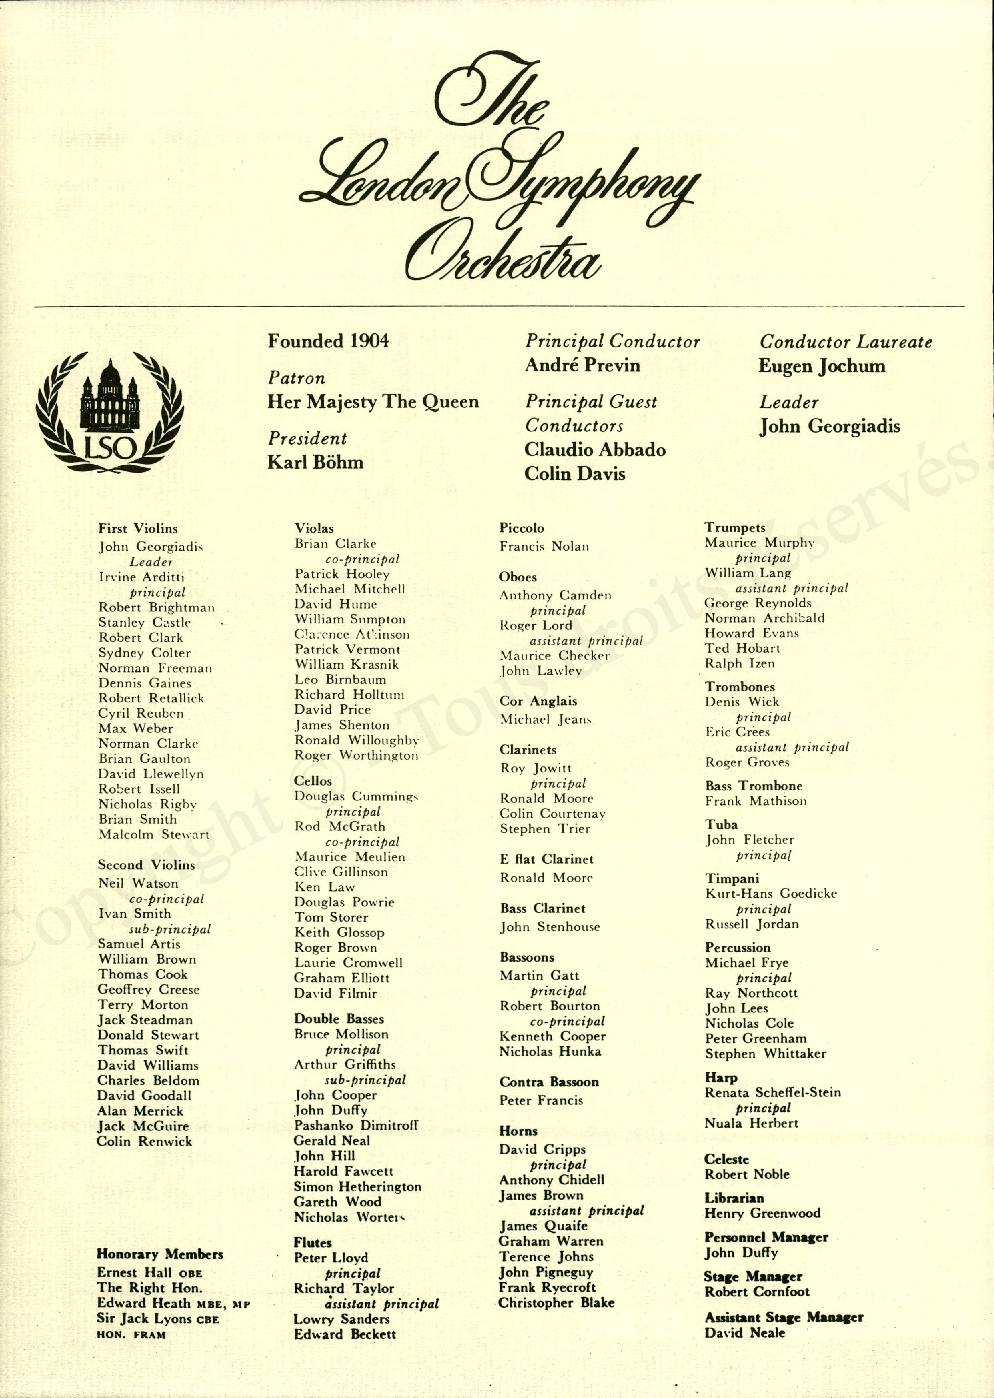 The
London Symphony
Orchestra
LSO
Founded 1904
Patron
Her Majesty The Queen
President
Karl Böhm
Principal Conductor
André Previn
Principal Guest
Conductors
Claudio Abbado
Colin Davis
Conductor Laureate
Eugen Jochum
Leader
John Georgiadis
First Violins
John Georgiadis
Leader
Irvine Arditti
principal
Robert Brightman
Stanley Castle
Robert Clark
Sydney Colter
Norman Freeman
Dennis Gaines
Robert Retallick
Cyril Reuben
Max Weber
Norman Clarke
Brian Gaulton
David Llewellyn
Robert Issell
Nicholas Rigby
Brian Smith
Malcolm Stewart
Second Violins
Neil Watson
co-principal
Ivan Smith
sub-principal
Samuel Artis
William Brown
Thomas Cook
Geoffrey Creese
Terry Morton
Jack Steadman
Donald Stewart
Thomas Swift
David Williams
Charles Beldom
David Goodall
Alan Merrick
Jack McGuire
Colin Renwick
Honorary Members
Ernest Hall OBE
The Right Hon.
Edward Heath MBE, MP
Sir Jack Lyons CBE
HON. FRAM
Violas
Brian Clarke
co-principal
Patrick Hooley
Michael Mitchell
David Hume
William Sumpton
Clarence Atkinson
Patrick Vermont
William Krasnik
Leo Birnbaum
Richard Holttum
David Price
James Shenton
Ronald Willoughby
Roger Worthington
Cellos
Douglas Cummings
principal
Rod McGrath
co-principal
Maurice Meulien
Clive Gillinson
Ken Law
Douglas Powrie
Tom Storer
Keith Glossop
Roger Brown
Laurie Cromwell
Graham Elliott
David Filmir
Double Basses
Bruce Mollison
principal
Arthur Griffiths
sub-principal
John Cooper
John Duffy
Pashanko Dimitroff
Gerald Neal
John Hill
Harold Fawcett
Simon Hetherington
Gareth Wood
Nicholas Worters
Flutes
Peter Lloyd
principal
Richard Taylor
assistant principal
Lowry Sanders
Edward Beckett
Piccolo
Francis Nolan
Oboes
Anthony Camden
principal
Roger Lord
assistant principal
Maurice Checker
John Lawley
Cor Anglais
Michael Jeans
Clarinets
Roy Jowitt
principal
Ronald Moore
Colin Courtenay
Stephen Trier
E flat Clarinet
Ronald Moore
Bass Clarinet
John Stenhouse
Bassoons
Martin Gatt
principal
Robert Bourton
co-principal
Kenneth Cooper
Nicholas Hunka
Contra Bassoon
Peter Francis
Horns
David Cripps
principal
Anthony Chidell
James Brown
assistant principal
James Quaife
Graham Warren
Terence Johns
John Pigneguy
Frank Ryecroft
Christopher Blake
Trumpets
Maurice Murphy
principal
William Lang
assistant principal
George Reynolds
Norman Archibald
Howard Evans
Ted Hobart
Ralph Izen
Trombones
Denis Wick
principal
Eric Crees
assistant principal
Roger Groves
Bass Trombone
Frank Mathison
Tuba
John Fletcher
principal
Timpani
Kurt-Hans Goedicke
principal
Russell Jordan
Percussion
Michael Frye
principal
Ray Northcott
John Lees
Nicholas Cole
Peter Greenham
Stephen Whittaker
Harp
Renata Scheffel-Stein
principal
Nuala Herbert
Celeste
Robert Noble
Librarian
Henry Greenwood
Personnel Manager
John Duffy
Stage Manager
Robert Cornfoot
Assistant Stage Manager
David Neale
Copyright © Tous droits réservés.